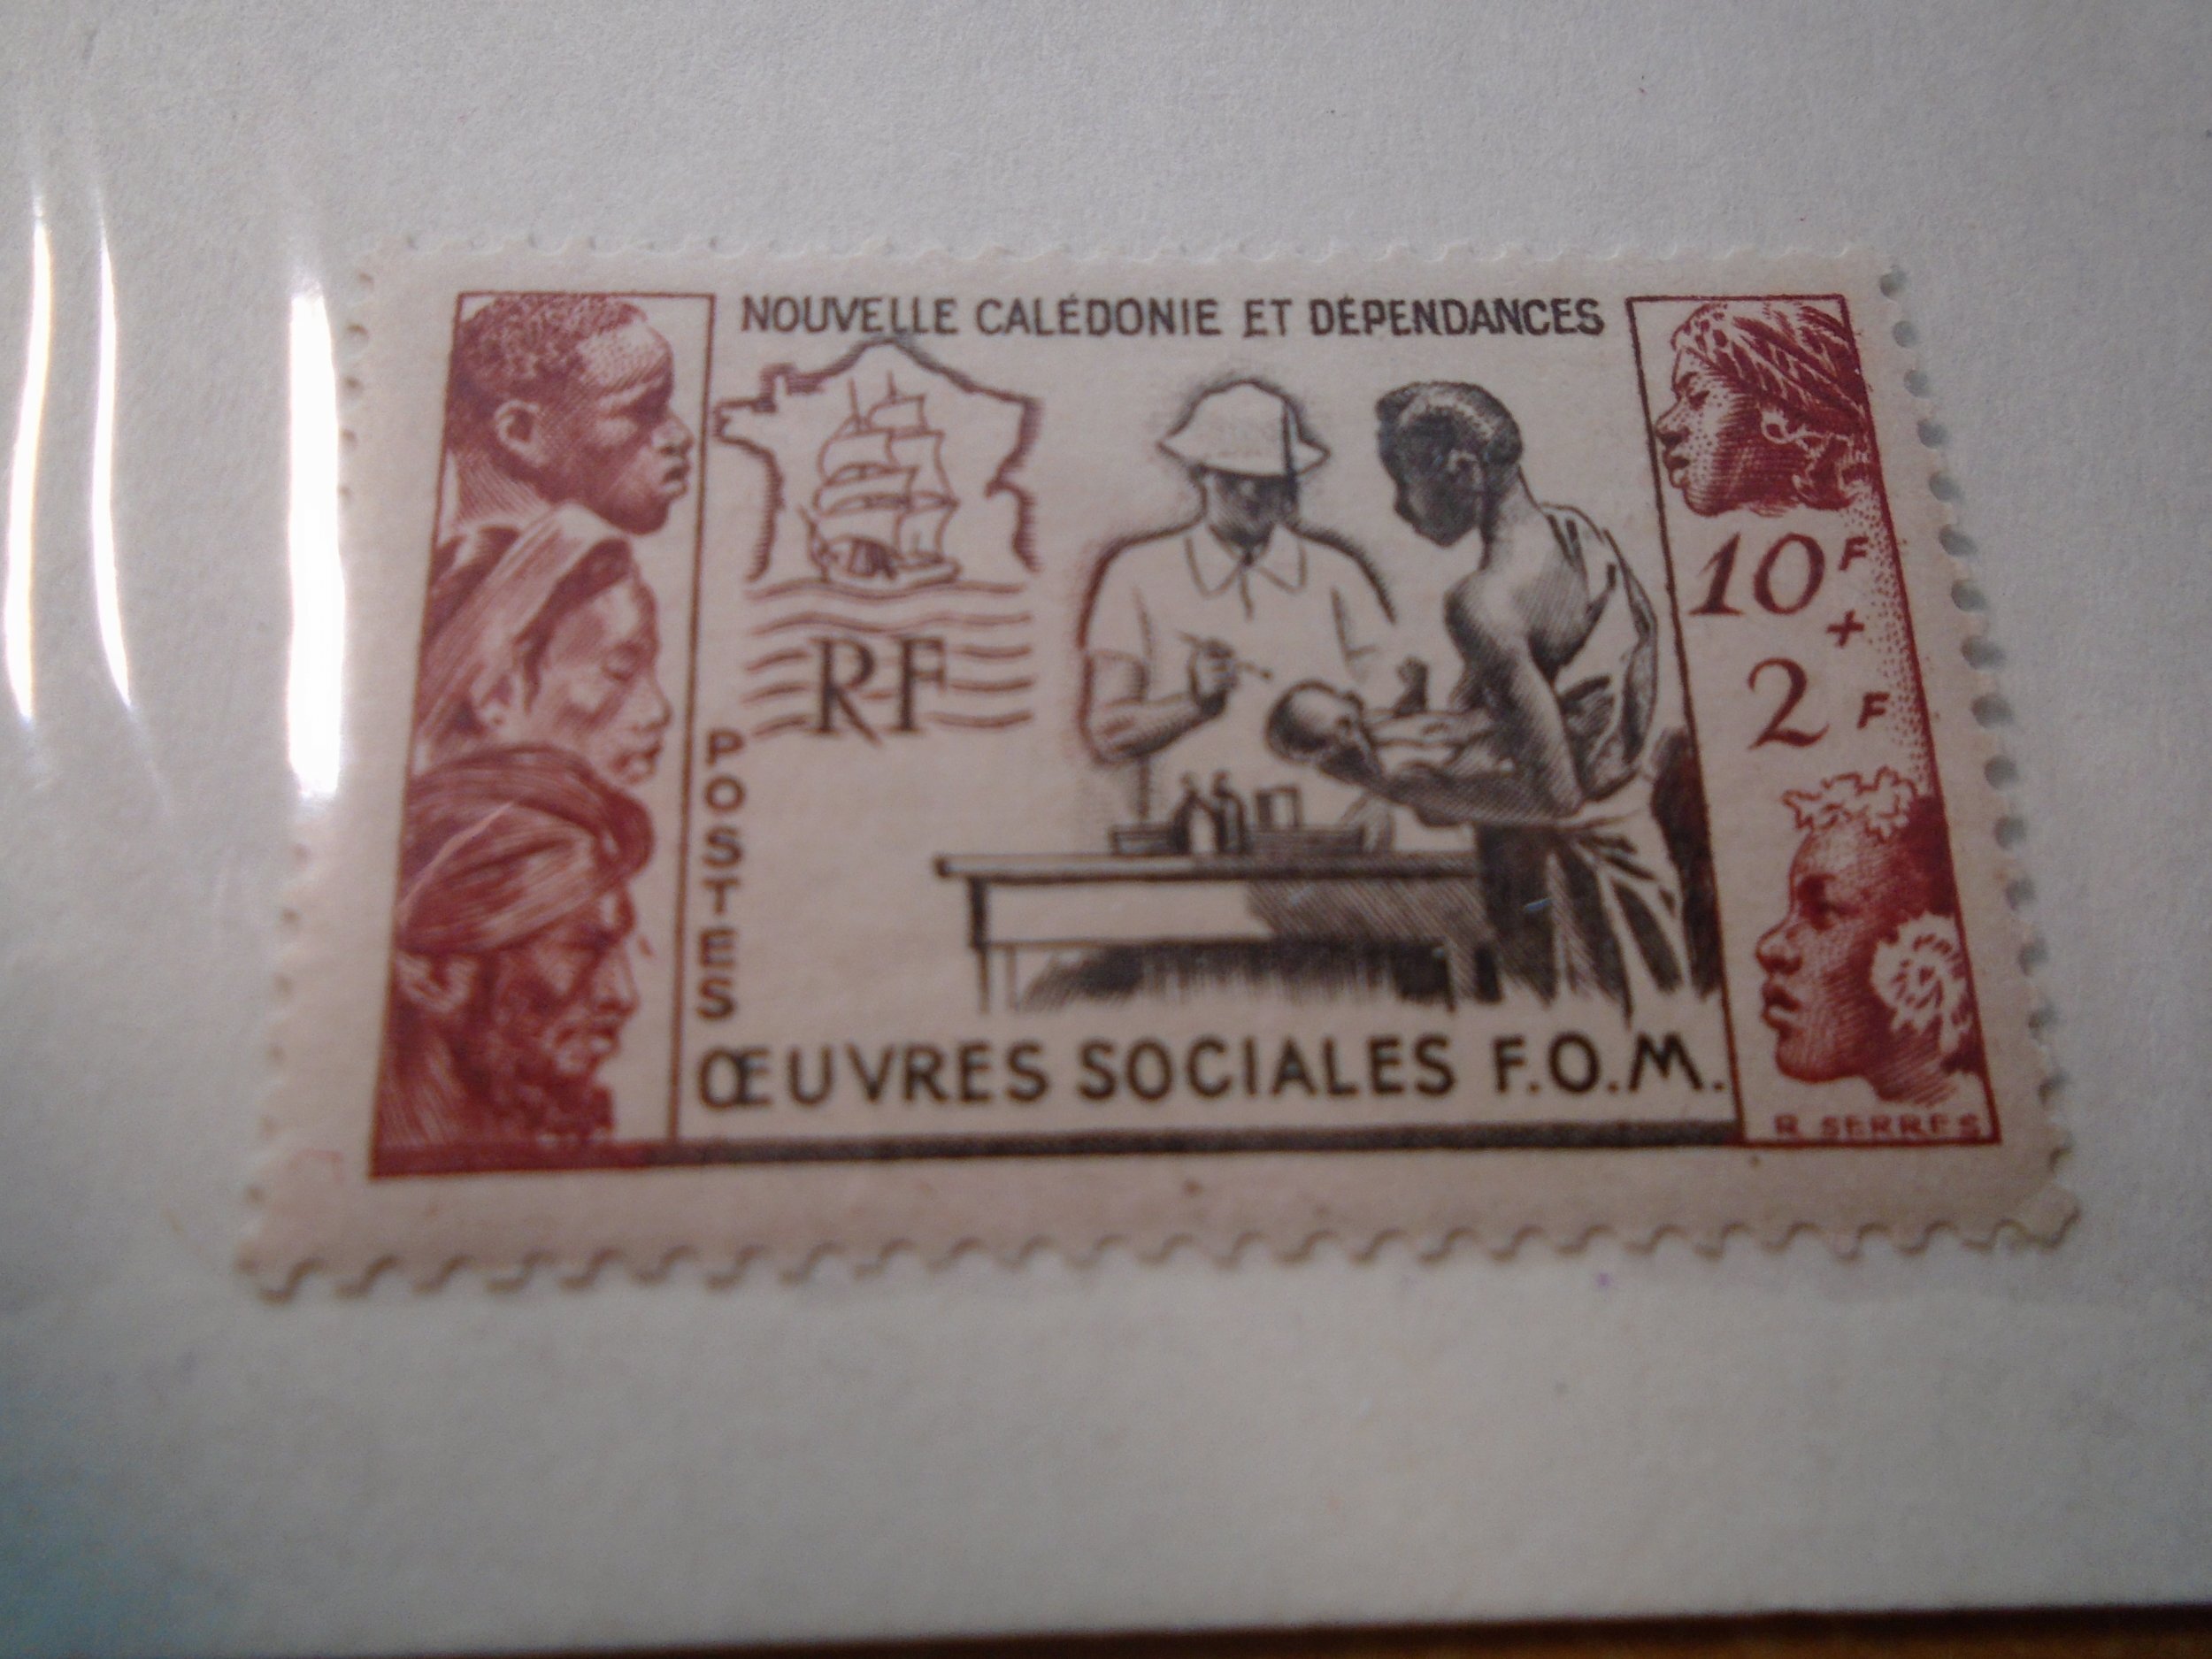 NOUVELLE CALÉDONIE ET DÉPENDANCES
RF
10F
+
2F
POSTES
ŒUVRES SOCIALES F.O.M.
R SERRES